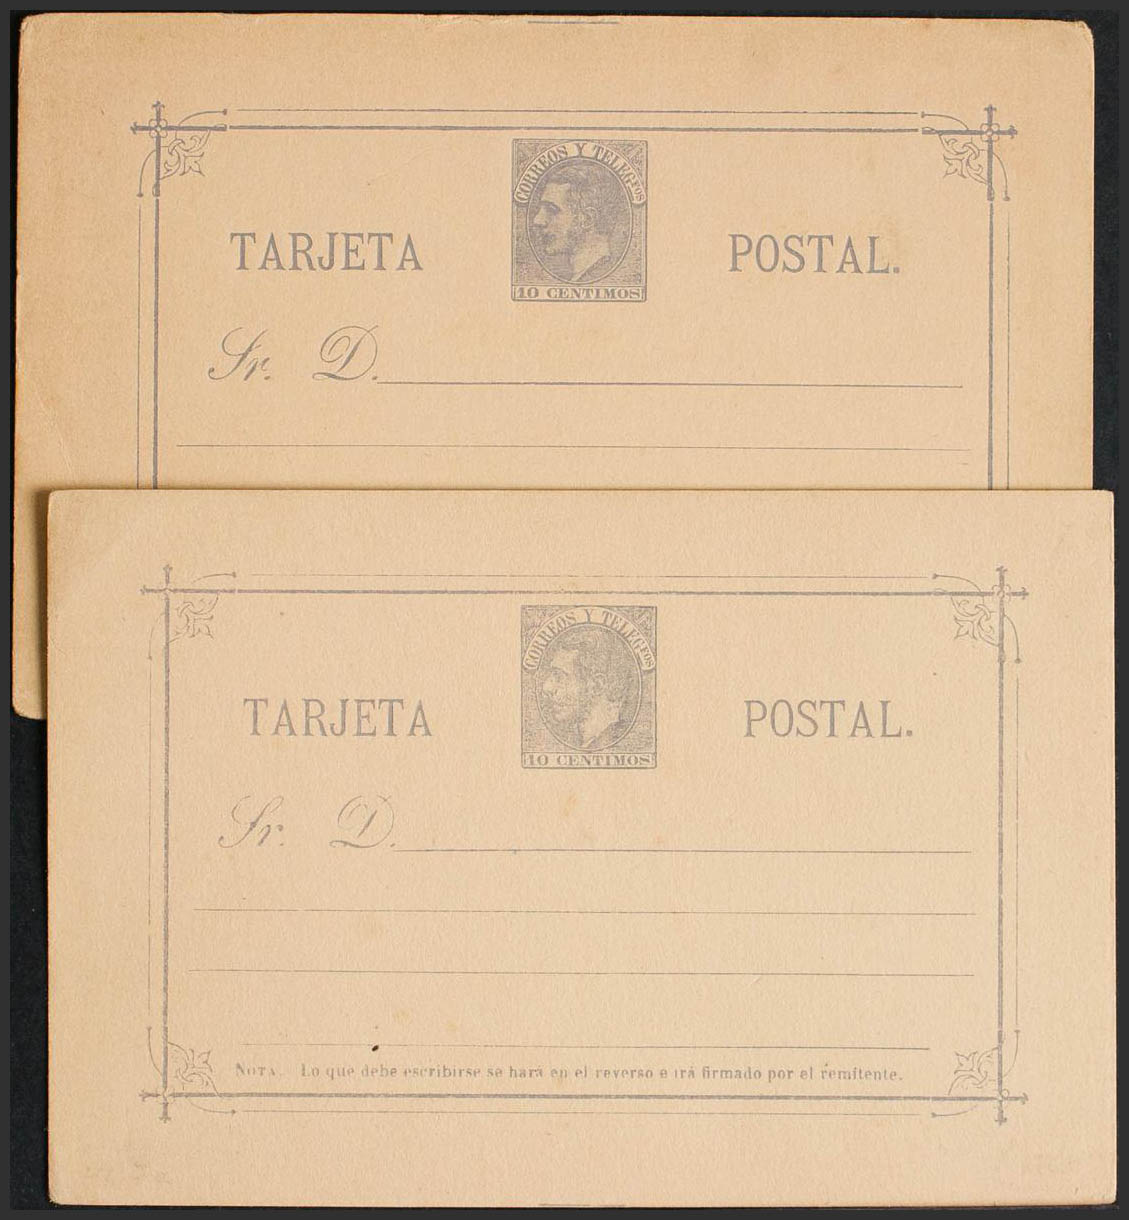 CORREOS Y TELEGFOS
TARJETA POSTAL.
10 CENTIMOS
Sr. D.
CORREOS Y TELEGFOS
TARJETA POSTAL.
10 CENTIMOS
Sr. D.
NOTA. Lo que debe escribirse se hará en el reverso e irá firmado por el remitente.